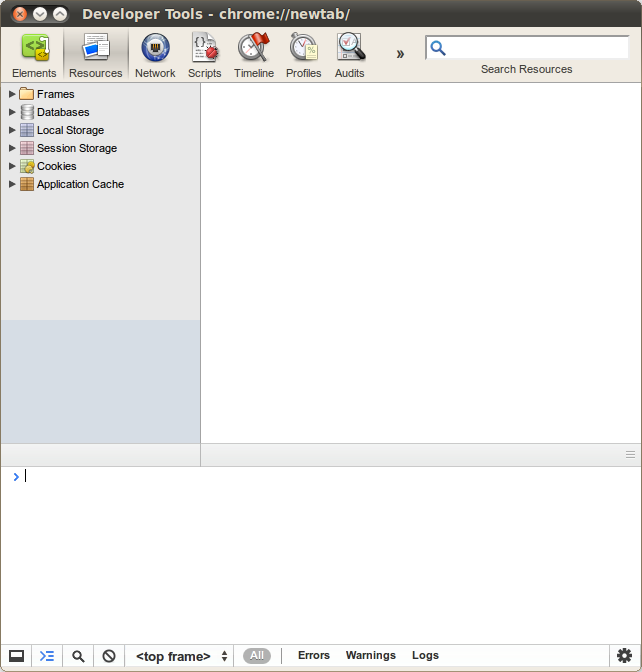 Developer Tools - chrome://newtab/
Elements Resources Network Scripts Timeline Profiles Audits »
Search Resources
Frames
Databases
Local Storage
Session Storage
Cookies
Application Cache
>
<top frame> All Errors Warnings Logs